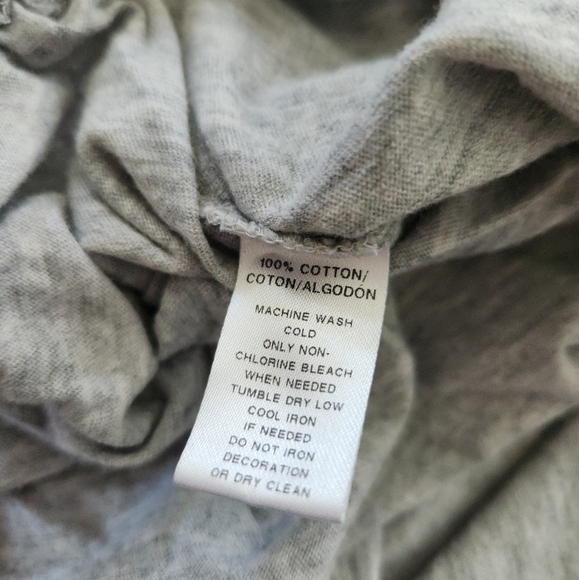 100% COTTON/
COTON/ALGODÓN
MACHINE WASH
COLD
ONLY NON-
CHLORINE BLEACH
WHEN NEEDED
TUMBLE DRY LOW
COOL IRON
IF NEEDED
DO NOT IRON
DECORATION
OR DRY CLEAN